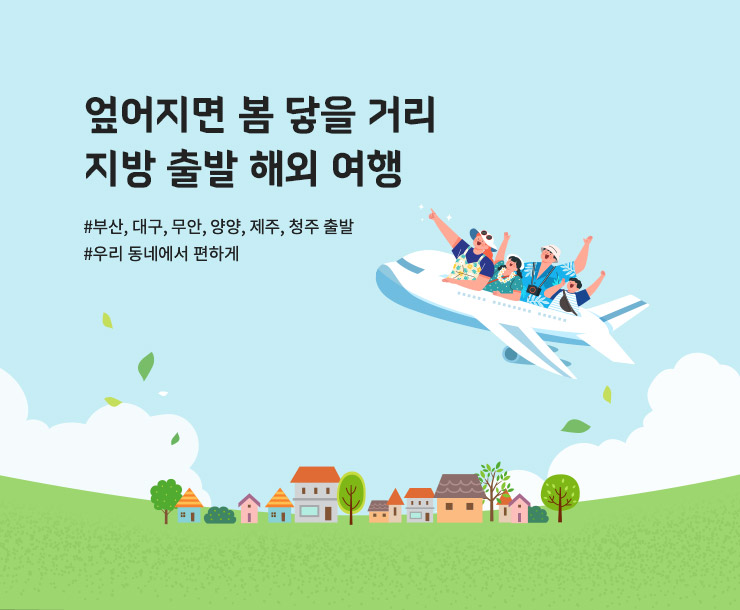 엎어지면 봄 닿을 거리
지방 출발 해외 여행
#부산, 대구, 무안, 양양, 제주, 청주 출발
#우리 동네에서 편하게